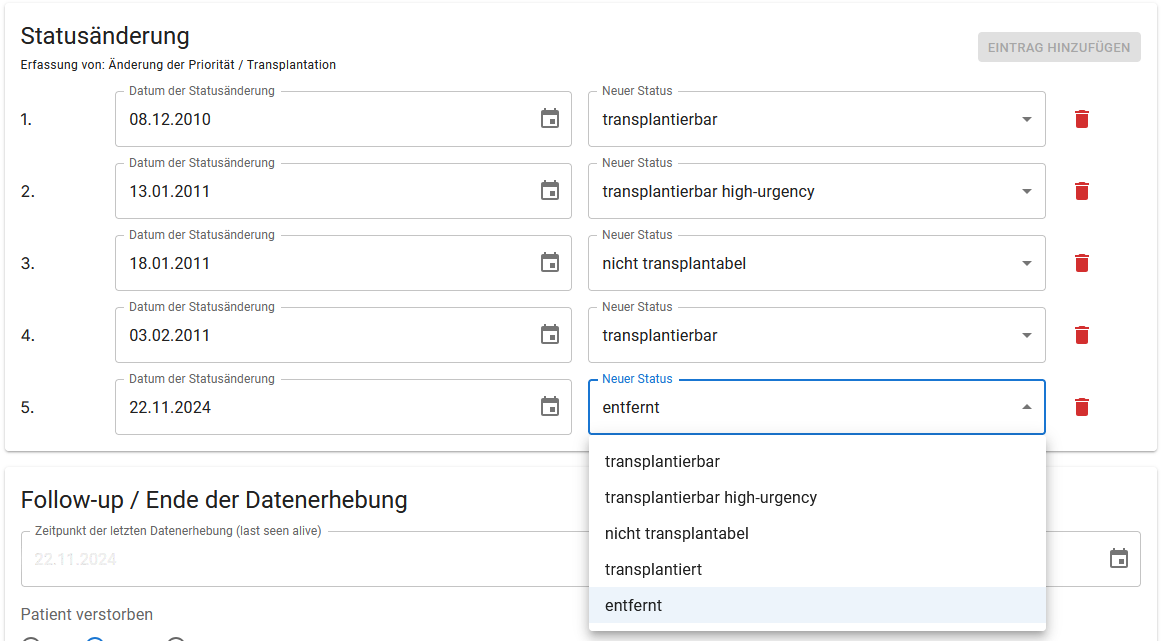 Statusänderung
EINTRAG HINZUFÜGEN
Erfassung von: Änderung der Priorität / Transplantation
Datum der Statusänderung Neuer Status
1. 08.12.2010 transplantierbar
Datum der Statusänderung Neuer Status
2. 13.01.2011 transplantierbar high-urgency
Datum der Statusänderung Neuer Status
3. 18.01.2011 nicht transplantabel
Datum der Statusänderung Neuer Status
4. 03.02.2011 transplantierbar
Datum der Statusänderung Neuer Status
5. 22.11.2024 entfernt
transplantierbar
transplantierbar high-urgency
nicht transplantabel
transplantiert
entfernt
Follow-up / Ende der Datenerhebung
Zeitpunkt der letzten Datenerhebung (last seen alive)
22.11.2024
Patient verstorben